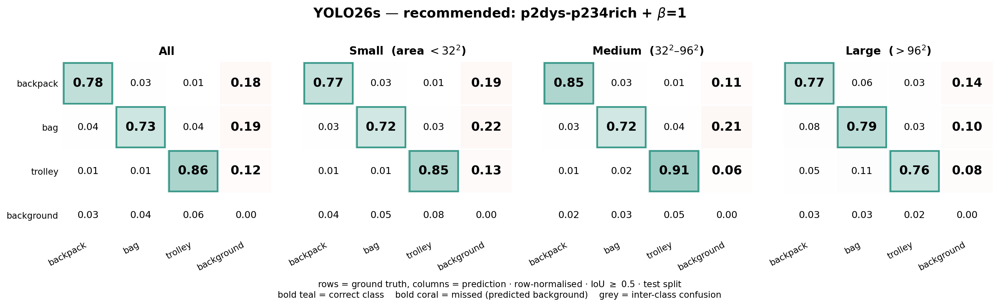 YOLO26s — recommended: p2dys-p234rich + β=1
All
Small (area < 32²)
Medium (32²–96²)
Large (> 96²)
backpack 0.78 0.03 0.01 0.18 0.77 0.03 0.01 0.19 0.85 0.03 0.01 0.11 0.77 0.06 0.03 0.14
bag 0.04 0.73 0.04 0.19 0.03 0.72 0.03 0.22 0.03 0.72 0.04 0.21 0.08 0.79 0.03 0.10
trolley 0.01 0.01 0.86 0.12 0.01 0.01 0.85 0.13 0.01 0.02 0.91 0.06 0.05 0.11 0.76 0.08
background 0.03 0.04 0.06 0.00 0.04 0.05 0.08 0.00 0.02 0.03 0.05 0.00 0.03 0.03 0.02 0.00
backpack bag trolley background backpack bag trolley background backpack bag trolley background backpack bag trolley background
rows = ground truth, columns = prediction · row-normalised · IoU ≥ 0.5 · test split
bold teal = correct class bold coral = missed (predicted background) grey = inter-class confusion